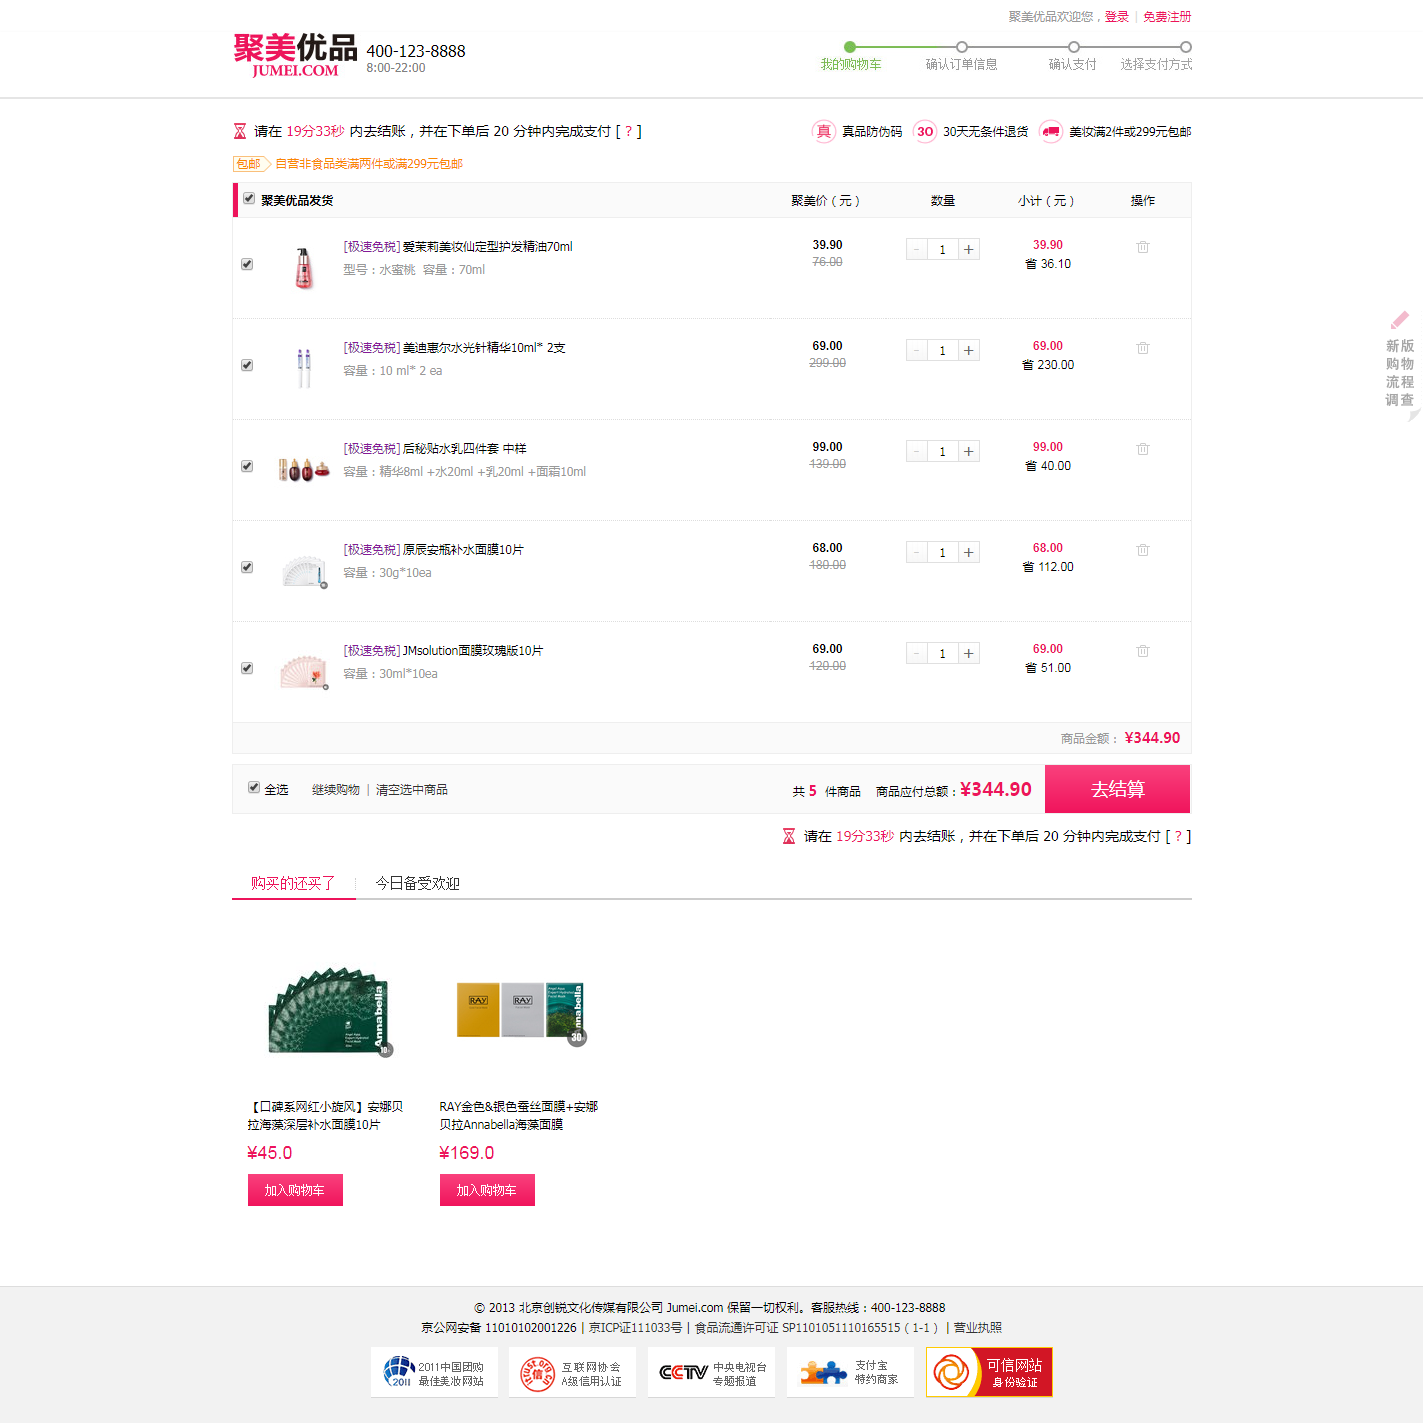 聚美优品欢迎您，登录 | 免费注册
聚美优品 400-123-8888
JUMEI.COM 8:00-22:00
我的购物车 确认订单信息 确认支付 选择支付方式
请在 19分33秒 内去结账，并在下单后 20 分钟内完成支付 [ ? ]
真 真品防伪码 30 30天无条件退货 美妆满2件或299元包邮
包邮 自营非食品类满两件或满299元包邮
聚美优品发货 聚美价（元） 数量 小计（元） 操作
[极速免税] 爱茉莉美妆仙定型护发精油70ml 39.90 - 1 + 39.90
型号：水蜜桃 容量：70ml 76.00 省 36.10
[极速免税] 美迪惠尔水光针精华10ml* 2支 69.00 - 1 + 69.00
容量：10 ml* 2 ea 299.00 省 230.00
[极速免税] 后秘贴水乳四件套 中样 99.00 - 1 + 99.00
容量：精华8ml +水20ml +乳20ml +面霜10ml 139.00 省 40.00
[极速免税] 原辰安瓶补水面膜10片 68.00 - 1 + 68.00
容量：30g*10ea 180.00 省 112.00
[极速免税] JMsolution面膜玫瑰版10片 69.00 - 1 + 69.00
容量：30ml*10ea 120.00 省 51.00
商品金额： ¥344.90
全选 继续购物 | 清空选中商品 共 5 件商品 商品应付总额：¥344.90 去结算
请在 19分33秒 内去结账，并在下单后 20 分钟内完成支付 [ ? ]
新版
购物
流程
调查
购买的还买了 今日备受欢迎
Annabella
10
RAY RAY Annabella
30
【口碑系网红小旋风】安娜贝
拉海藻深层补水面膜10片
¥45.0
加入购物车
RAY金色&银色蚕丝面膜+安娜
贝拉Annabella海藻面膜
¥169.0
加入购物车
© 2013 北京创锐文化传媒有限公司 Jumei.com 保留一切权利。客服热线：400-123-8888
京公网安备 11010102001226 | 京ICP证111033号 | 食品流通许可证 SP1101051110165515（1-1） | 营业执照
2011 2011中国团购
最佳美妆网站
信 互联网协会
A级信用认证
CCTV 中央电视台
专题报道
支付宝
特约商家
可信网站
身份验证